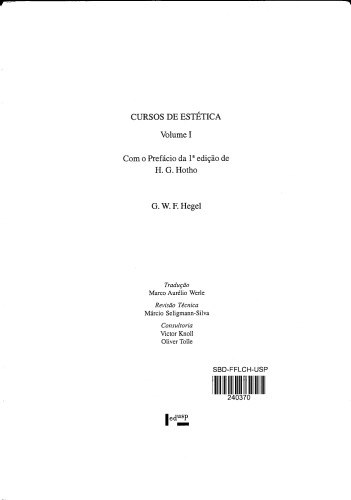 CURSOS DE ESTÉTICA
Volume I
Com o Prefácio da 1ª edição de
H. G. Hotho
G. W. F. Hegel
Tradução
Marco Aurélio Werle
Revisão Técnica
Márcio Seligmann-Silva
Consultoria
Victor Knoll
Oliver Tolle
SBD-FFLCH-USP
240370
edusp